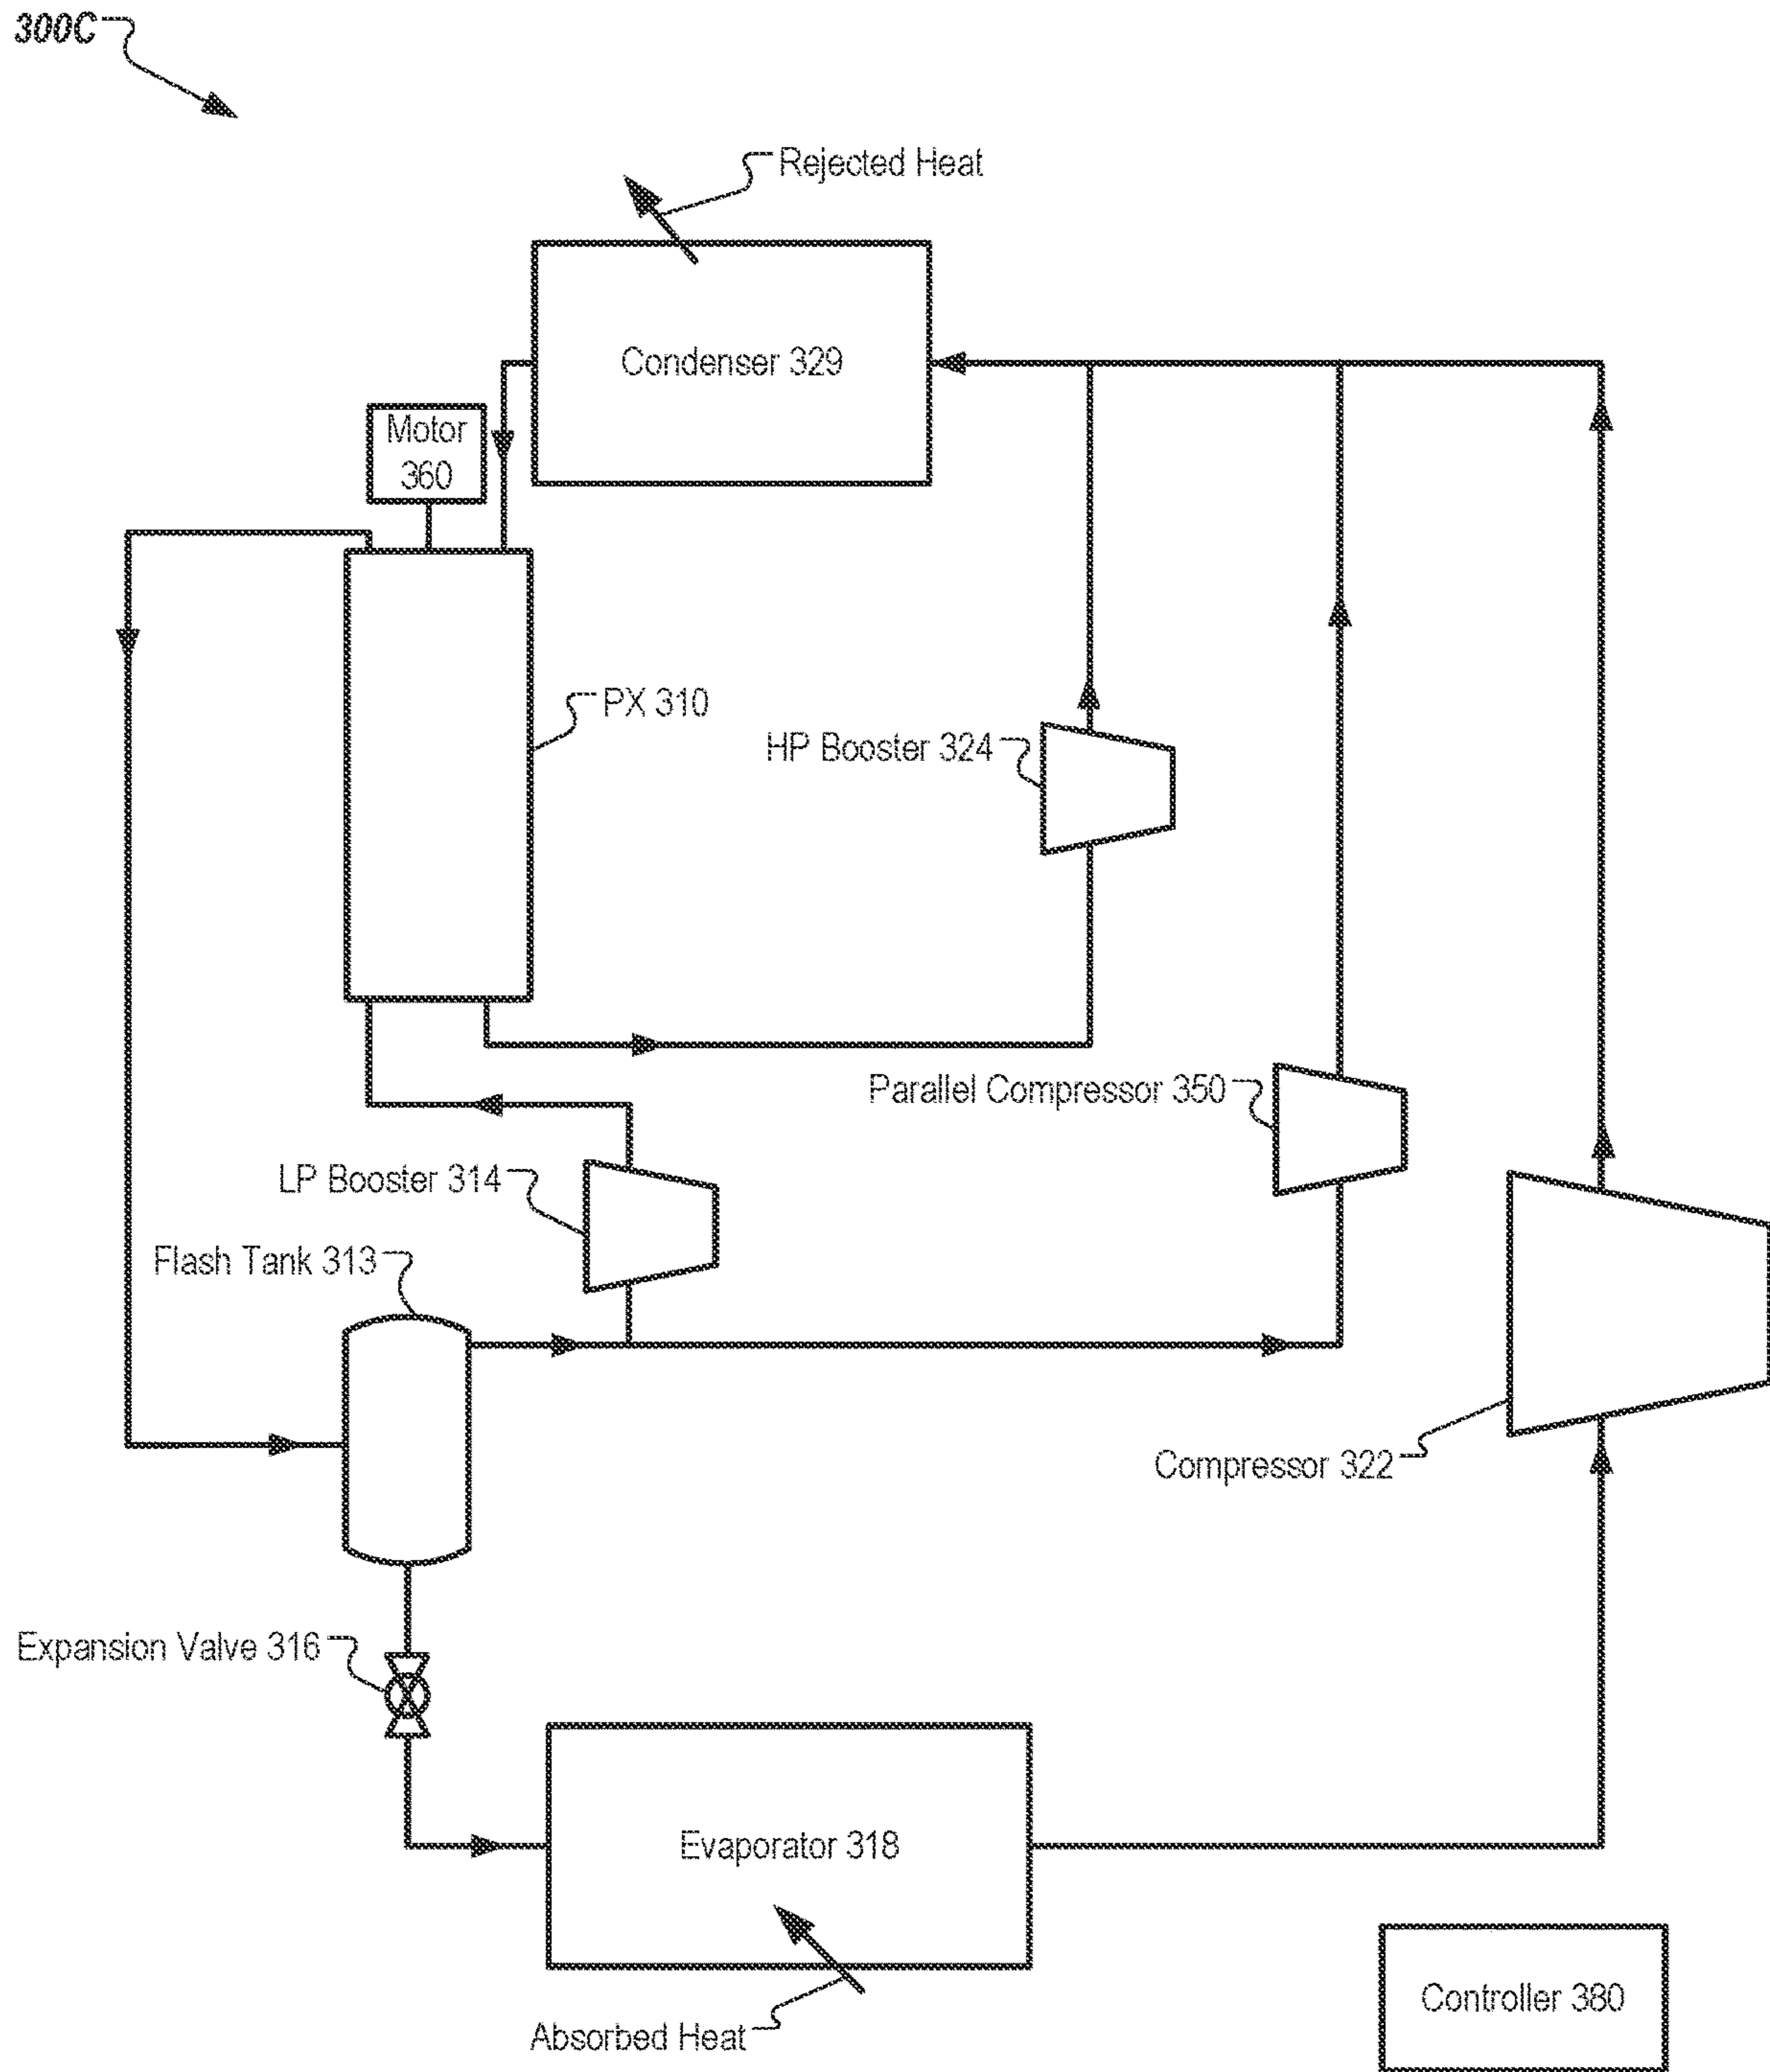 300C
Rejected Heat
Condenser 329
Motor
360
PX 310
HP Booster 324
Parallel Compressor 350
LP Booster 314
Flash Tank 313
Compressor 322
Expansion Valve 316
Evaporator 318
Controller 380
Absorbed Heat